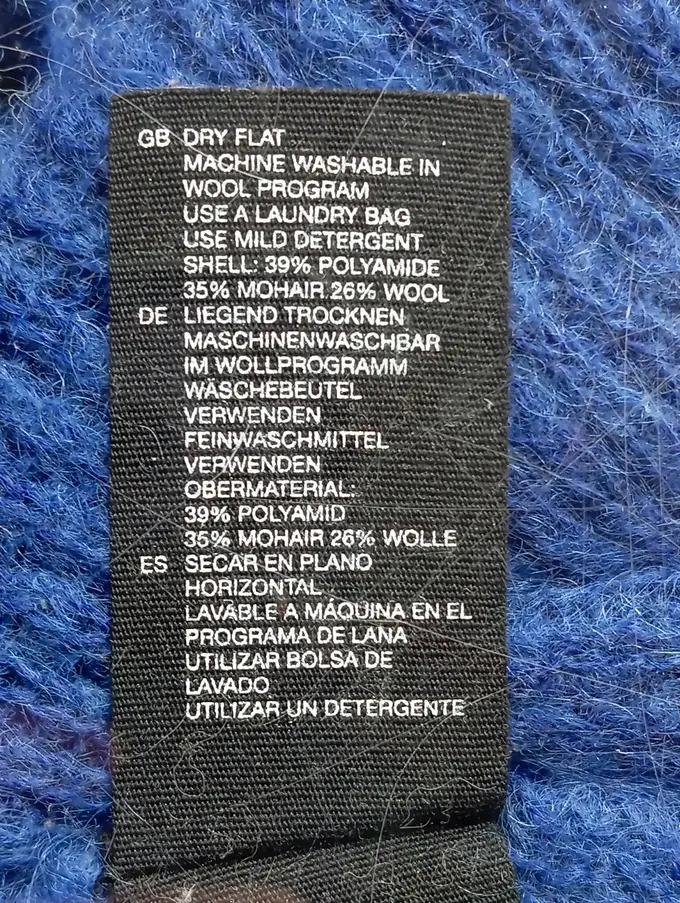 GB DRY FLAT
MACHINE WASHABLE IN
WOOL PROGRAM
USE A LAUNDRY BAG
USE MILD DETERGENT
SHELL: 39% POLYAMIDE
35% MOHAIR 26% WOOL
DE LIEGEND TROCKNEN
MASCHINENWASCHBAR
IM WOLLPROGRAMM
WÄSCHEBEUTEL
VERWENDEN
FEINWASCHMITTEL
VERWENDEN
OBERMATERIAL:
39% POLYAMID
35% MOHAIR 26% WOLLE
ES SECAR EN PLANO
HORIZONTAL
LAVABLE A MÁQUINA EN EL
PROGRAMA DE LANA
UTILIZAR BOLSA DE
LAVADO
UTILIZAR UN DETERGENTE